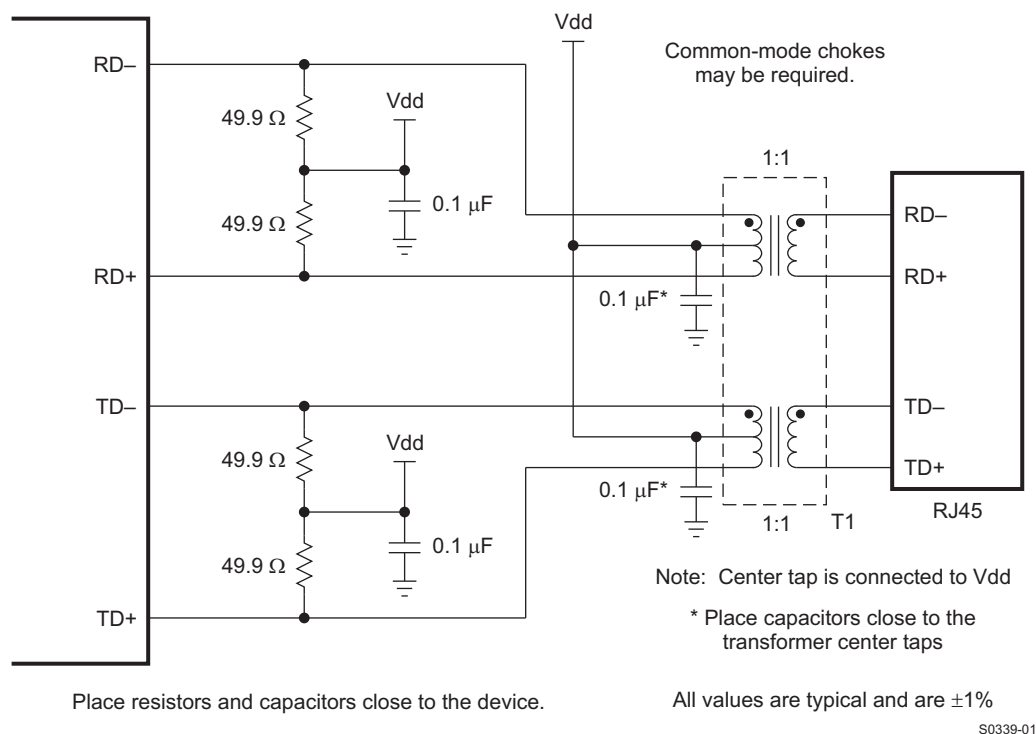 Vdd
Common-mode chokes
may be required.
RD–
49.9 Ω
Vdd
0.1 μF
49.9 Ω
RD+
1:1
RD–
RD+
0.1 μF*
TD–
49.9 Ω
Vdd
0.1 μF
49.9 Ω
TD+
TD–
TD+
0.1 μF*
1:1
T1
RJ45
Note: Center tap is connected to Vdd
* Place capacitors close to the
transformer center taps
Place resistors and capacitors close to the device.
All values are typical and are ±1%
S0339-01